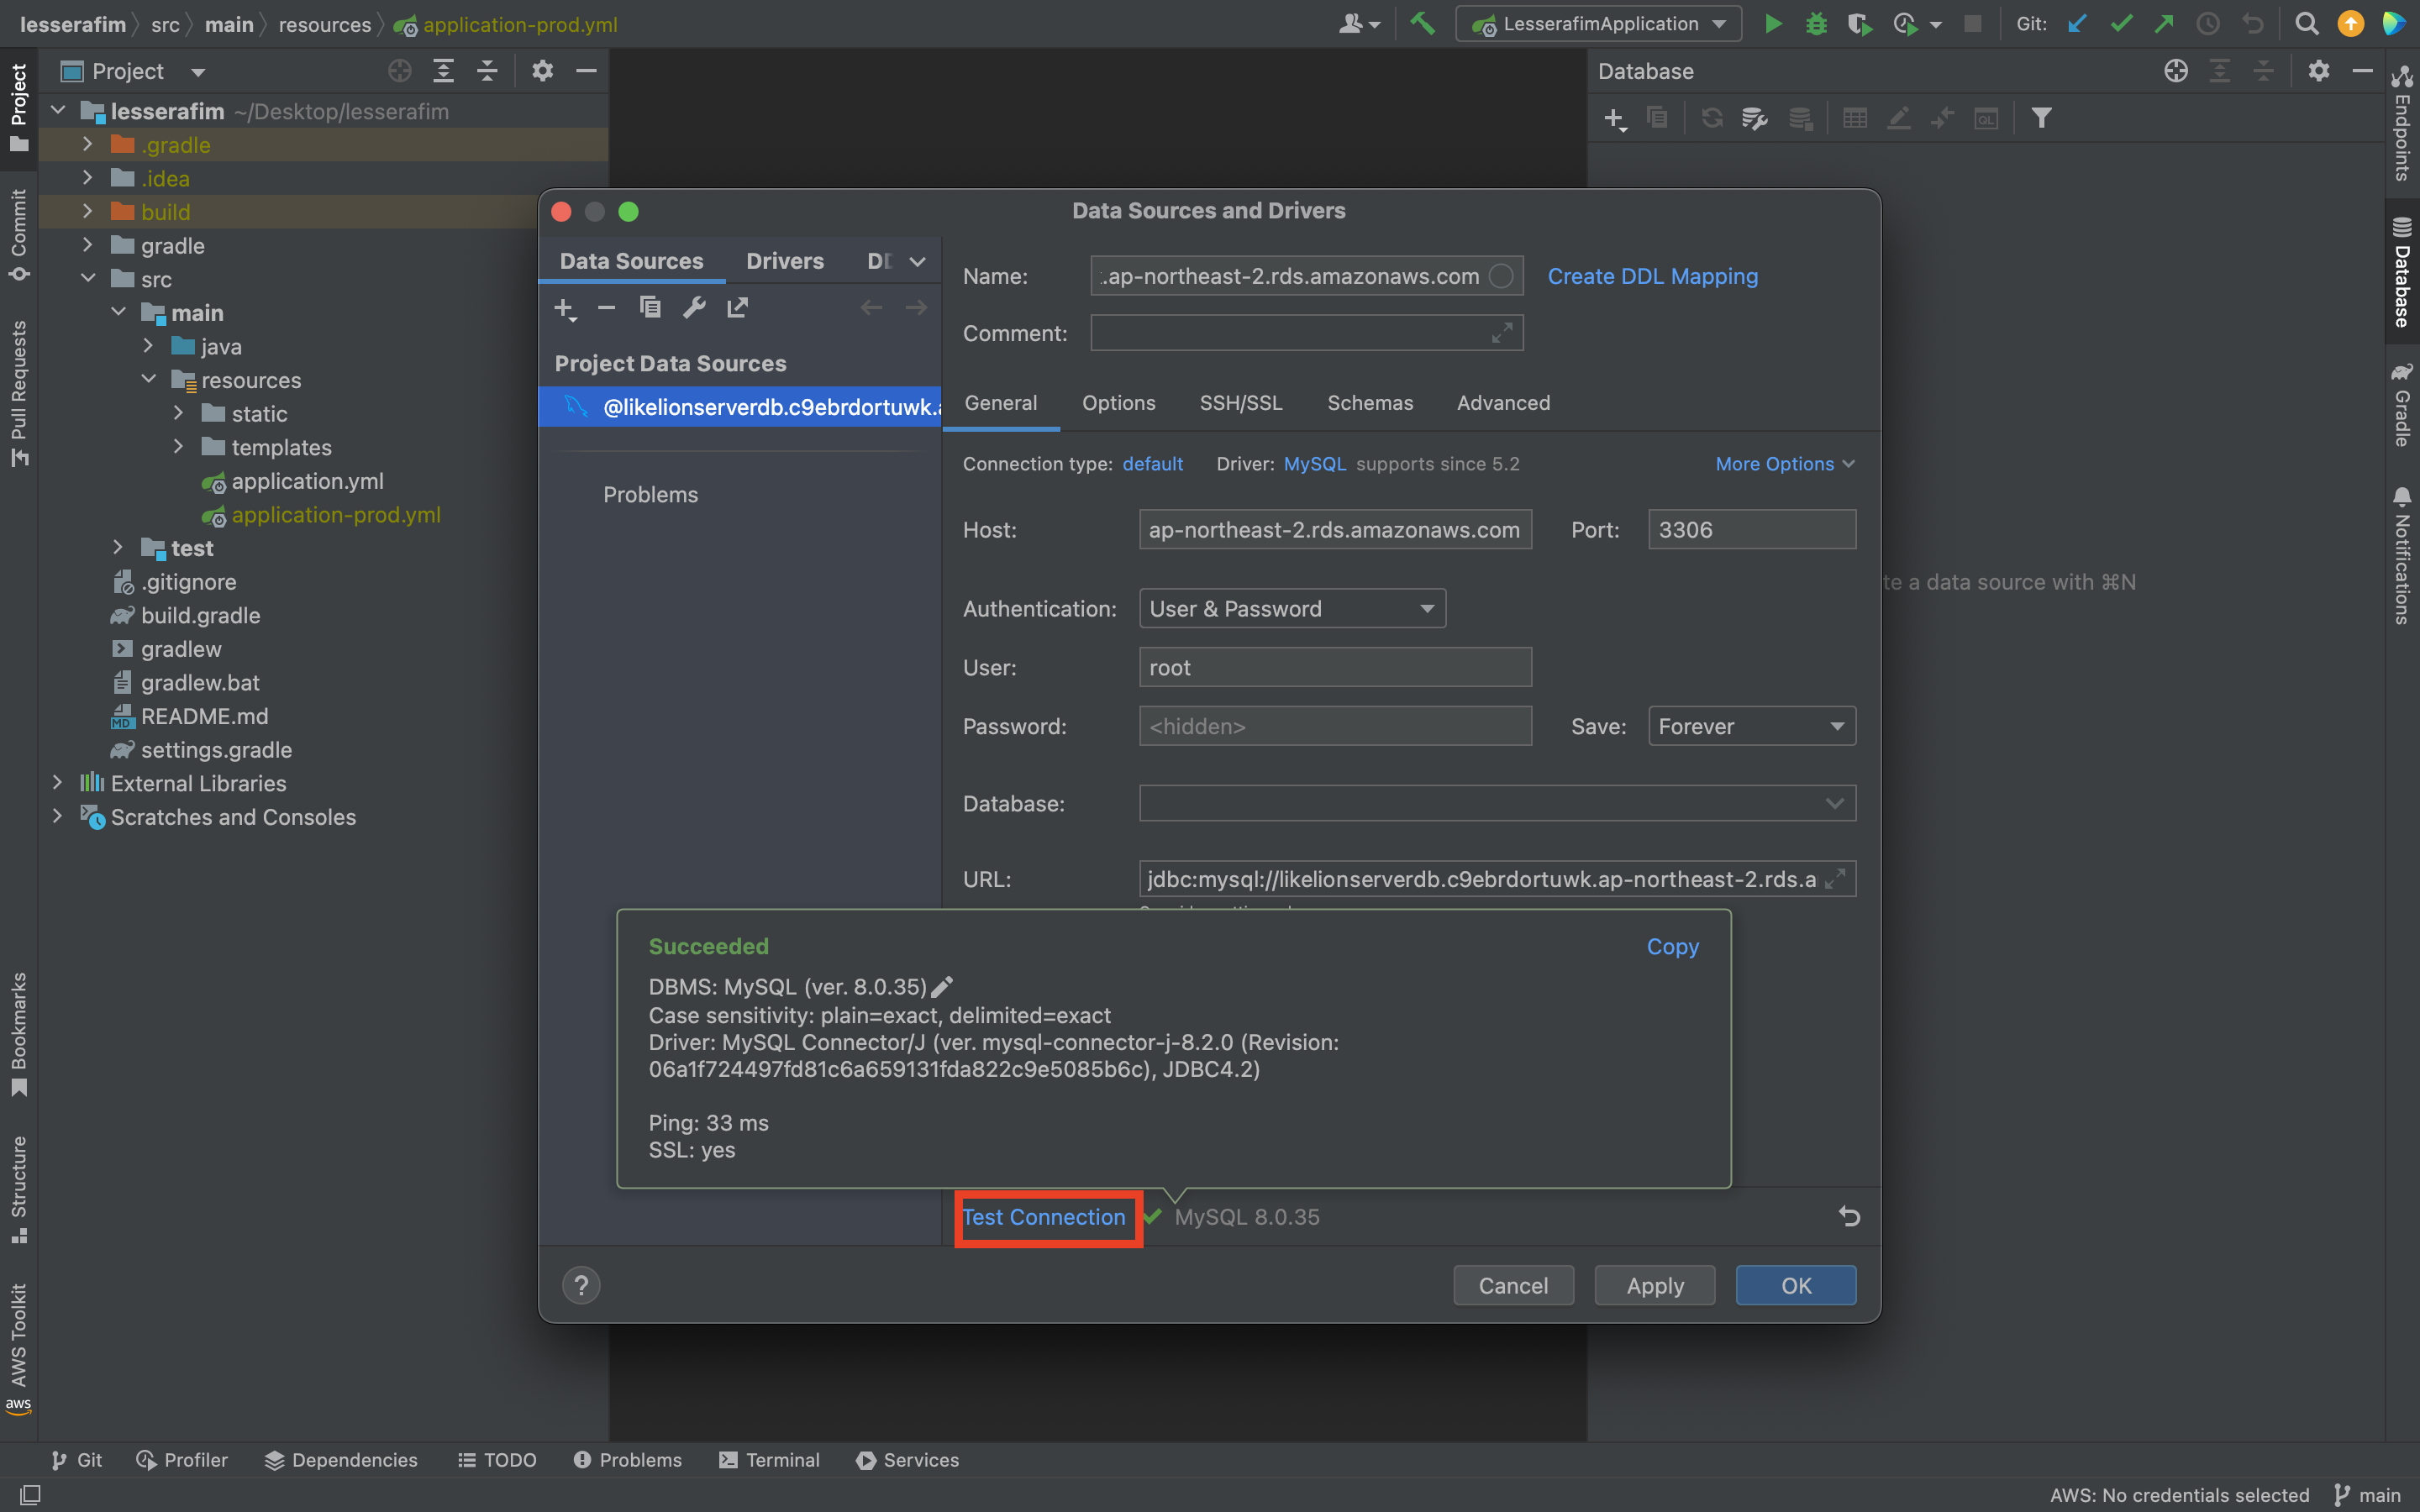 lesserafim src main resources application-prod.yml
LesserafimApplication
Git:
Project
Database
lesserafim ~/Desktop/lesserafim
.gradle
.idea
build
gradle
src
main
java
resources
static
templates
application.yml
application-prod.yml
test
.gitignore
build.gradle
gradlew
gradlew.bat
README.md
settings.gradle
External Libraries
Scratches and Consoles
Project
Commit
Pull Requests
Bookmarks
Structure
AWS Toolkit
aws
Data Sources and Drivers
Data Sources Drivers
Project Data Sources
@likelionserverdb.c9ebrdortuwk.
Problems
Name: .ap-northeast-2.rds.amazonaws.com Create DDL Mapping
Comment:
General Options SSH/SSL Schemas Advanced
Connection type: default Driver: MySQL supports since 5.2 More Options
Host: ap-northeast-2.rds.amazonaws.com Port: 3306
Authentication: User & Password
User: root
Password: <hidden> Save: Forever
Database:
URL: jdbc:mysql://likelionserverdb.c9ebrdortuwk.ap-northeast-2.rds.a
Succeeded Copy
DBMS: MySQL (ver. 8.0.35)
Case sensitivity: plain=exact, delimited=exact
Driver: MySQL Connector/J (ver. mysql-connector-j-8.2.0 (Revision:
06a1f724497fd81c6a659131fda822c9e5085b6c), JDBC4.2)
Ping: 33 ms
SSL: yes
Test Connection MySQL 8.0.35
? Cancel Apply OK
te a data source with ⌘N
Endpoints
Database
Gradle
Notifications
Git Profiler Dependencies TODO Problems Terminal Services
AWS: No credentials selected main